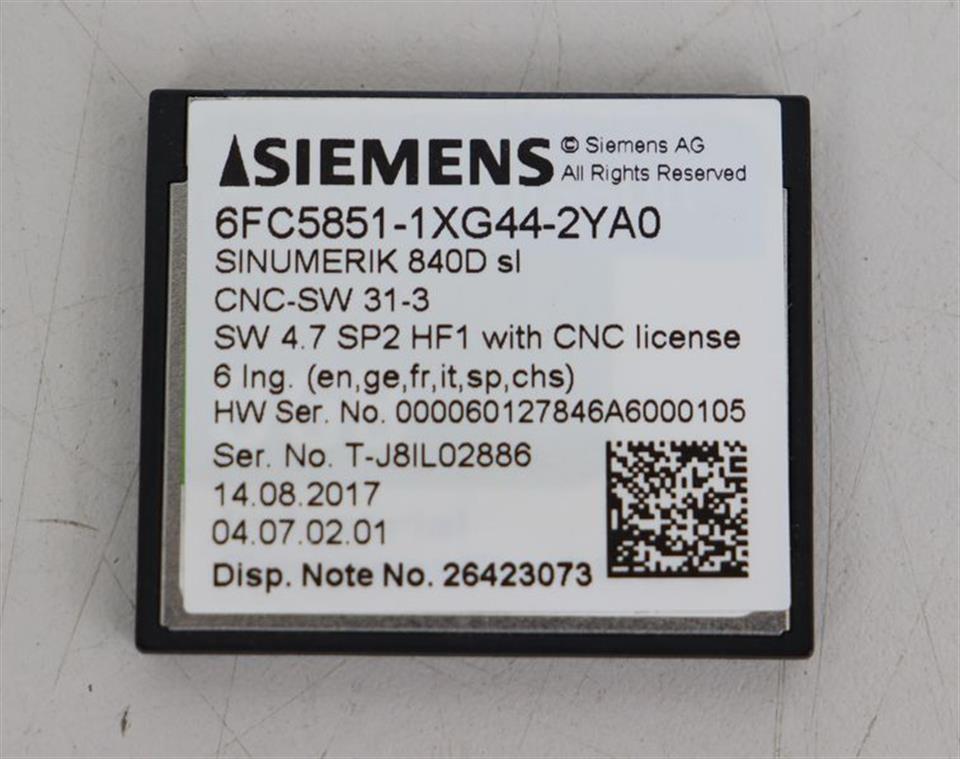 SIEMENS
© Siemens AG
All Rights Reserved
6FC5851-1XG44-2YA0
SINUMERIK 840D sl
CNC-SW 31-3
SW 4.7 SP2 HF1 with CNC license
6 lng. (en,ge,fr,it,sp,chs)
HW Ser. No. 000060127846A6000105
Ser. No. T-J8IL02886
14.08.2017
04.07.02.01
Disp. Note No. 26423073